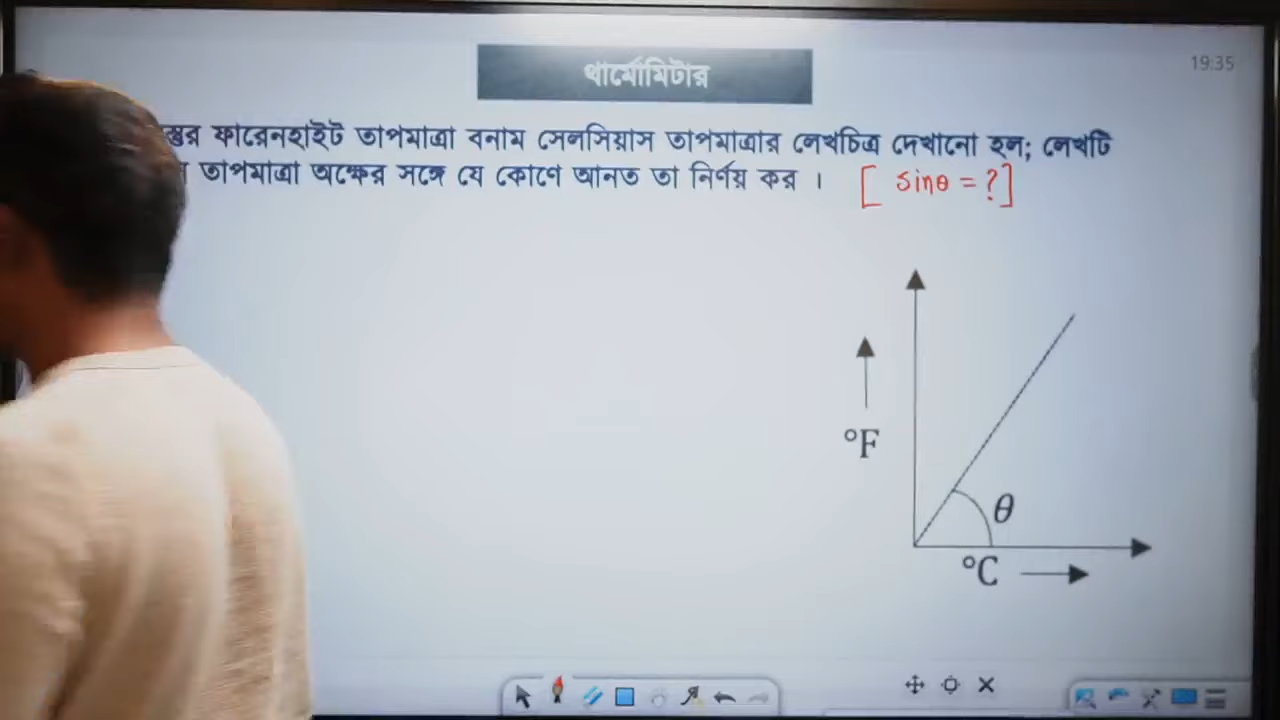 থার্মোমিটার
19:35
ফারেনহাইট তাপমাত্রা বনাম সেলসিয়াস তাপমাত্রার লেখচিত্র দেখানো হল; লেখটি
তাপমাত্রা অক্ষের সঙ্গে যে কোণে আনত তা নির্ণয় কর । [ sinθ = ? ]
°F
θ
°C